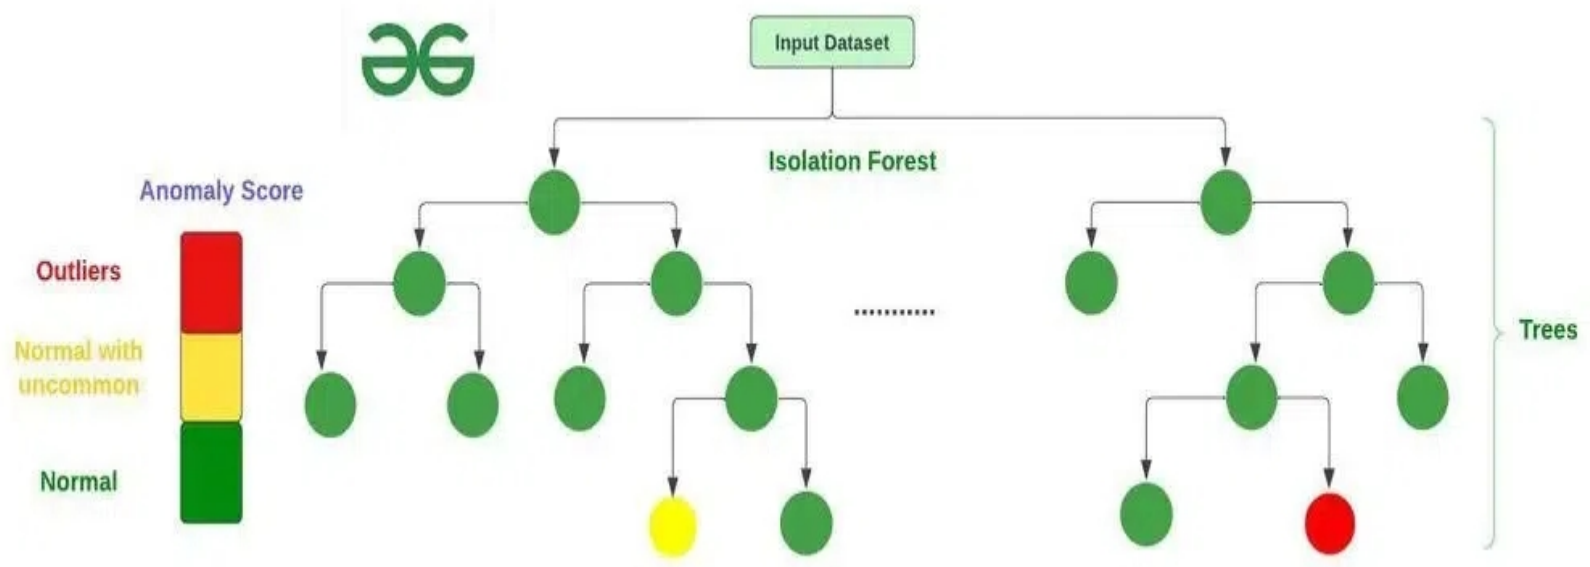 Input Dataset
Isolation Forest
Anomaly Score
Outliers
Normal with
uncommon
Normal
Trees